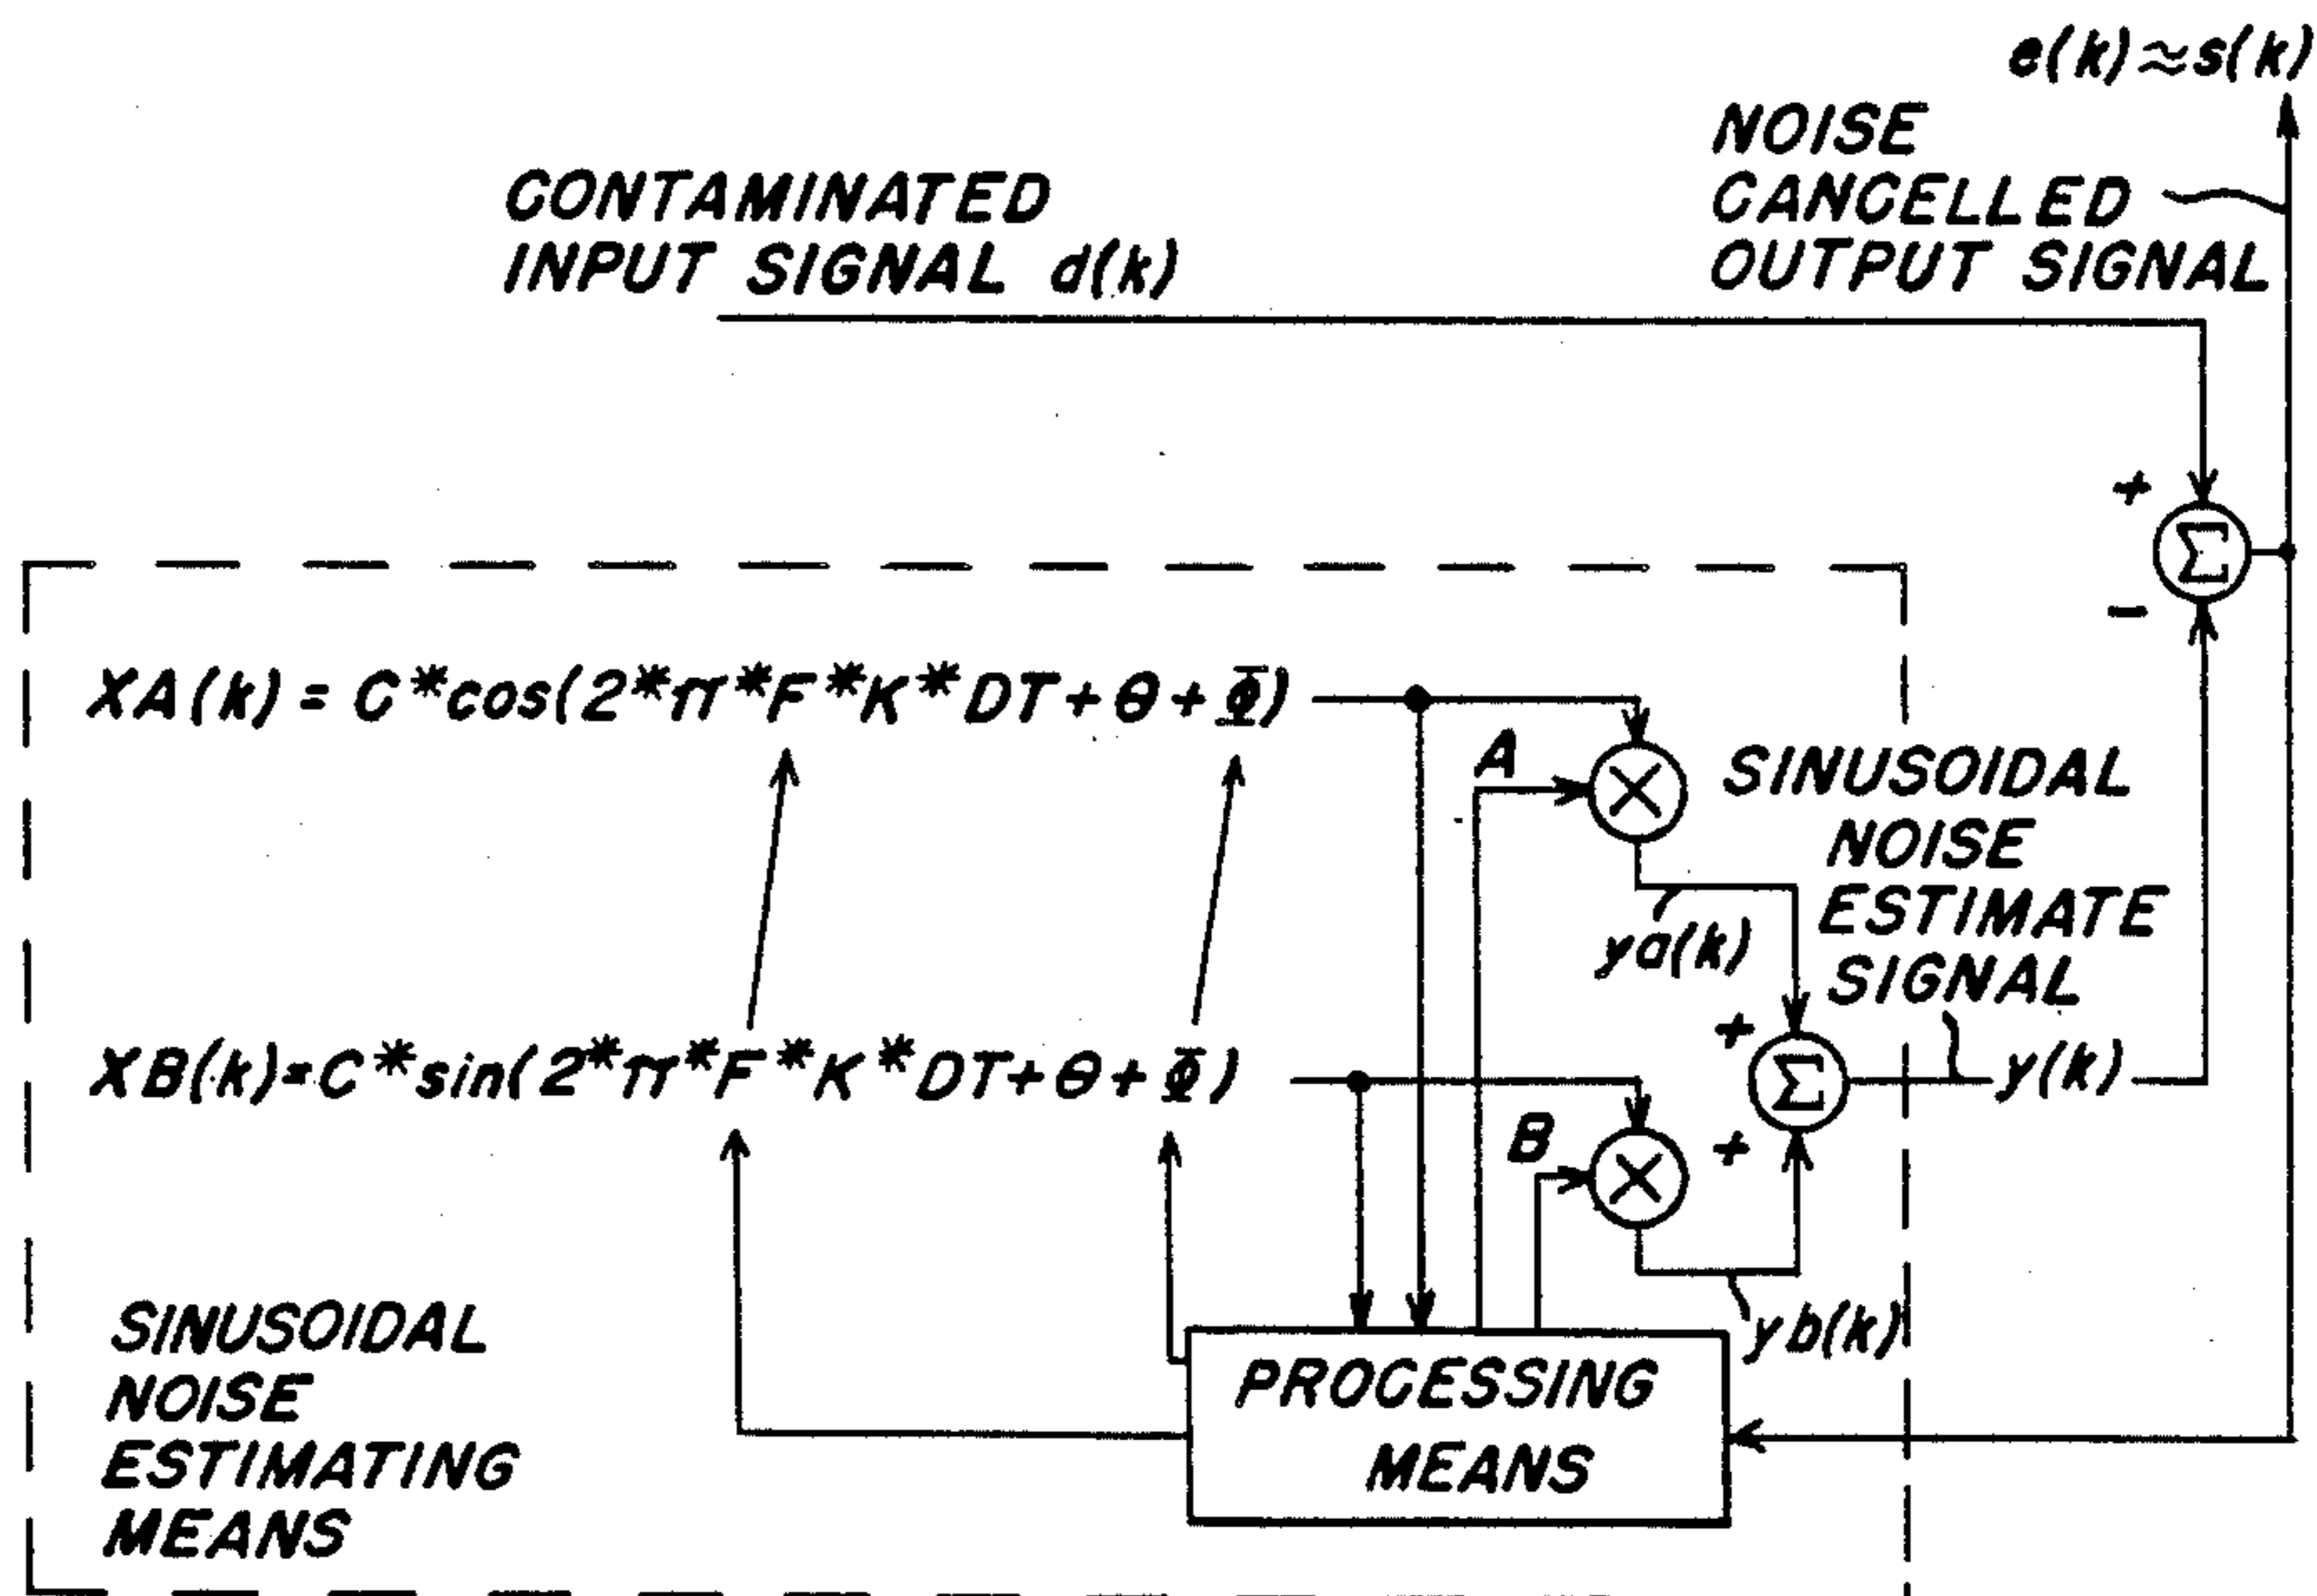 e(k)≈s(k)
NOISE
CANCELLED
OUTPUT SIGNAL
CONTAMINATED
INPUT SIGNAL d(k)
+
Σ
−
XA(k) = C*cos(2*π*F*K*DT+θ+Φ)
A
×
SINUSOIDAL
NOISE
ESTIMATE
SIGNAL
ya(k)
+
XB(k)=C*sin(2*π*F*K*DT+θ+Φ)
Σ
y(k)
B
×
+
yb(k)
SINUSOIDAL
NOISE
ESTIMATING
MEANS
PROCESSING
MEANS